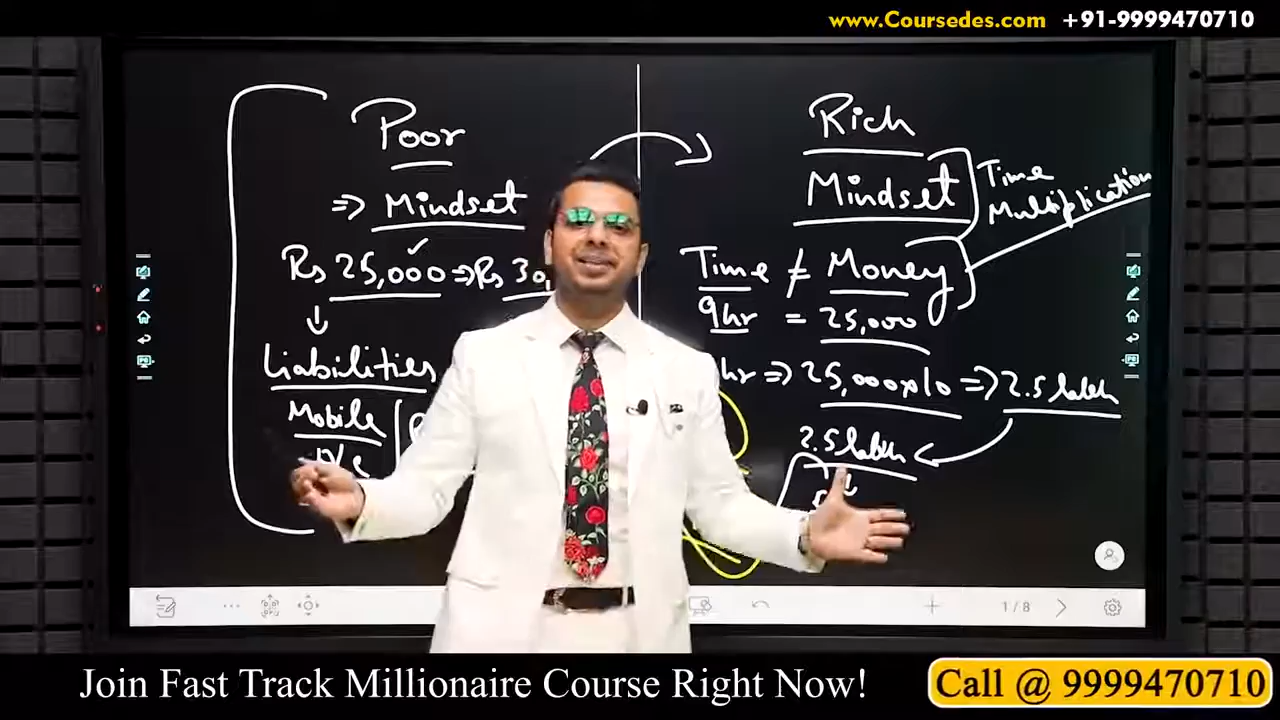 www.Coursedes.com +91-9999470710
Poor
⇒ Mindset
Rs 25,000 ✓ ⇒ Rs 30,
↓
Liabilities
Mobile
Rich
Mindset
Time
Multiplication
Time ≠ Money
9hr = 25,000
hr ⇒ 25,000x10 ⇒ 2.5 lakh
2.5 lakh
1 / 8
Join Fast Track Millionaire Course Right Now!
Call @ 9999470710